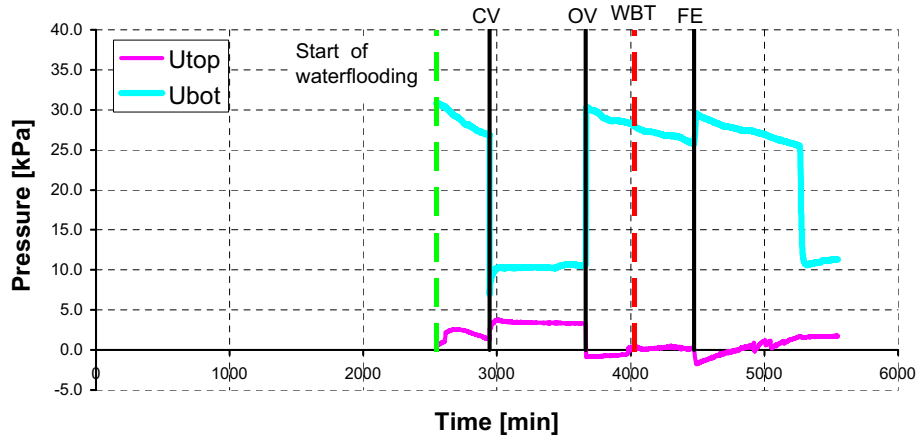 CV OV WBT FE
40.0
35.0
30.0
25.0
20.0
15.0
10.0
5.0
0.0
-5.0
Utop
Ubot
Start of
waterflooding
0 1000 2000 3000 4000 5000 6000
Pressure [kPa]
Time [min]